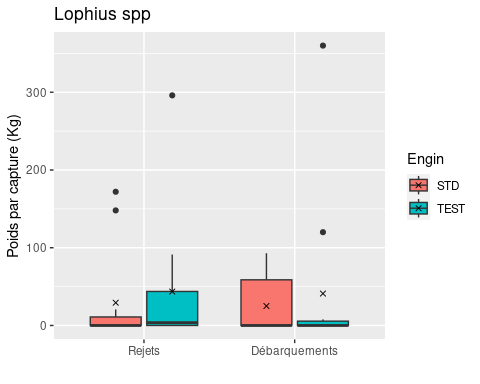 Lophius spp
Poids par capture (Kg)
300
200
100
0
Rejets
Débarquements
Engin
STD
TEST